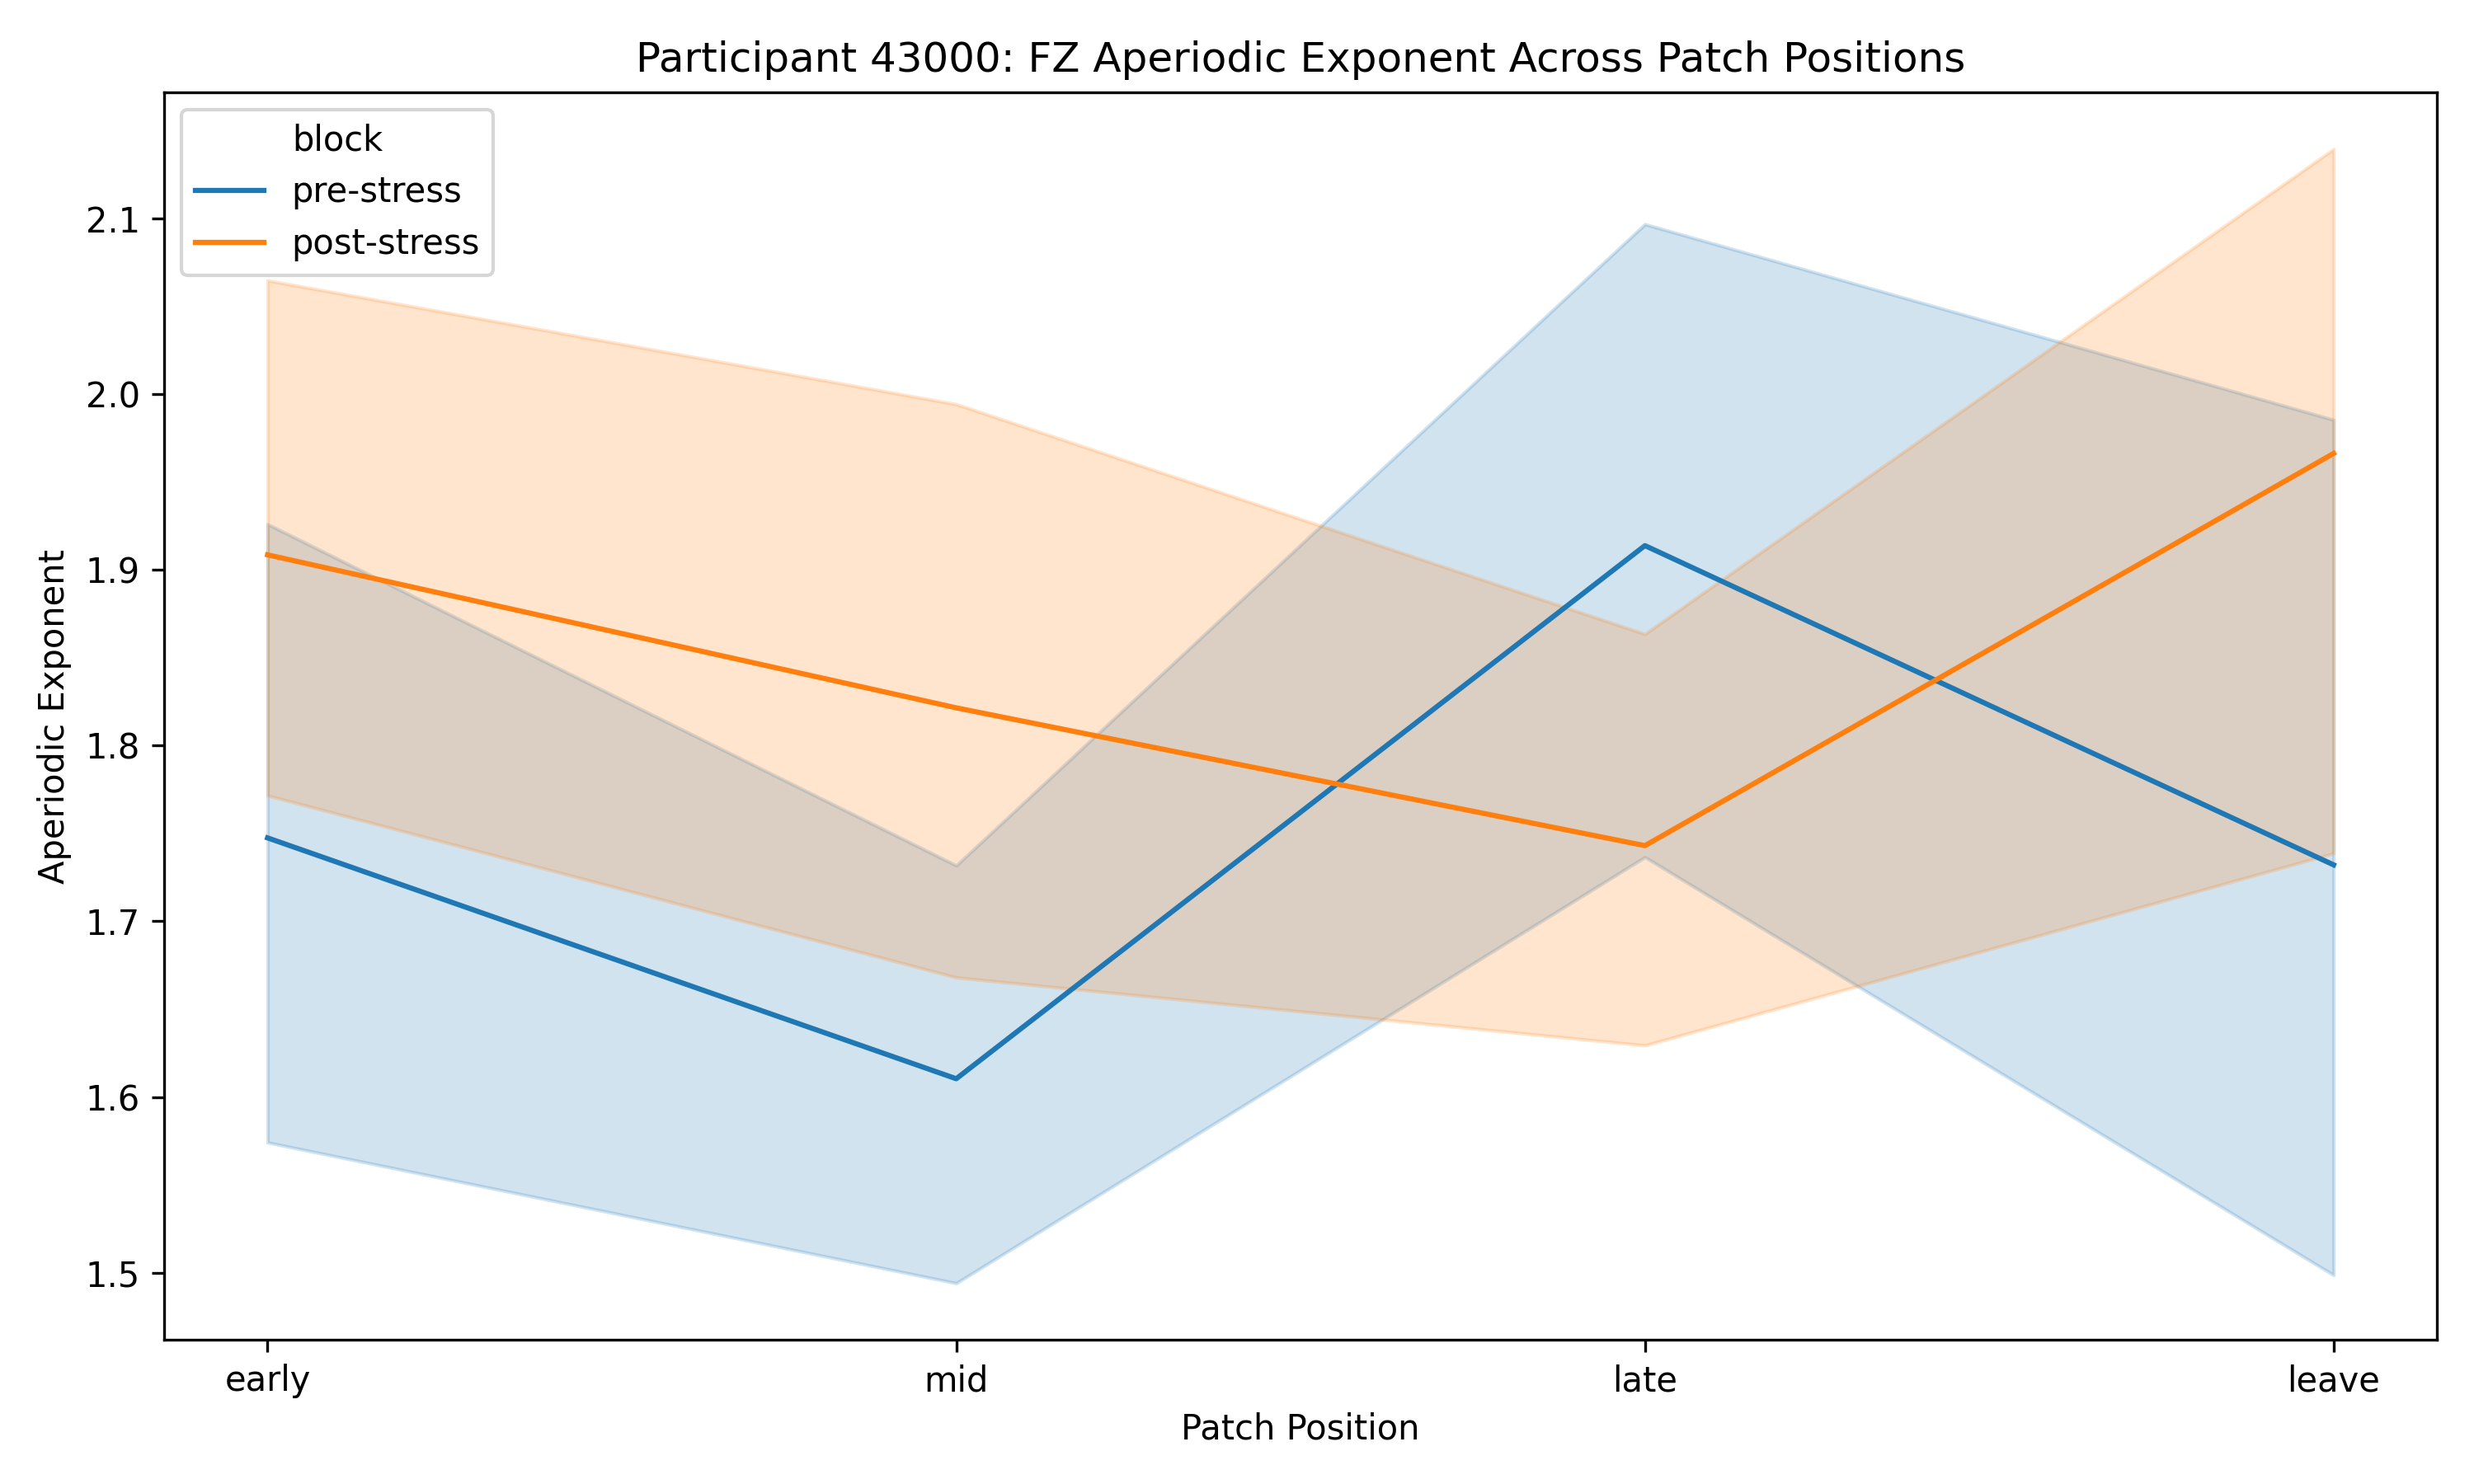 Participant 43000: FZ Aperiodic Exponent Across Patch Positions
block
pre-stress
post-stress
Aperiodic Exponent
2.1
2.0
1.9
1.8
1.7
1.6
1.5
early mid late leave
Patch Position